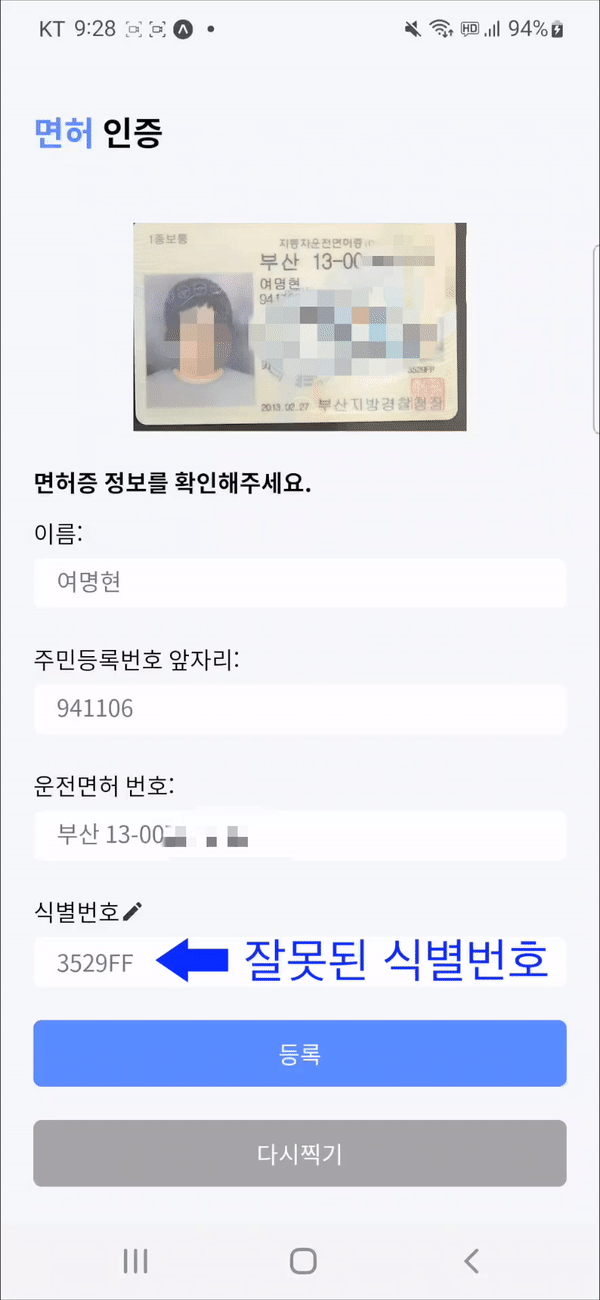 KT 9:28
HD 94%
면허 인증
1종보통
자동차운전면허증
부산 13-00
여명현
2013.02.27 부산지방경찰청장
면허증 정보를 확인해주세요.
이름:
여명현
주민등록번호 앞자리:
941106
운전면허 번호:
부산 13-00
식별번호
3529FF 잘못된 식별번호
등록
다시찍기